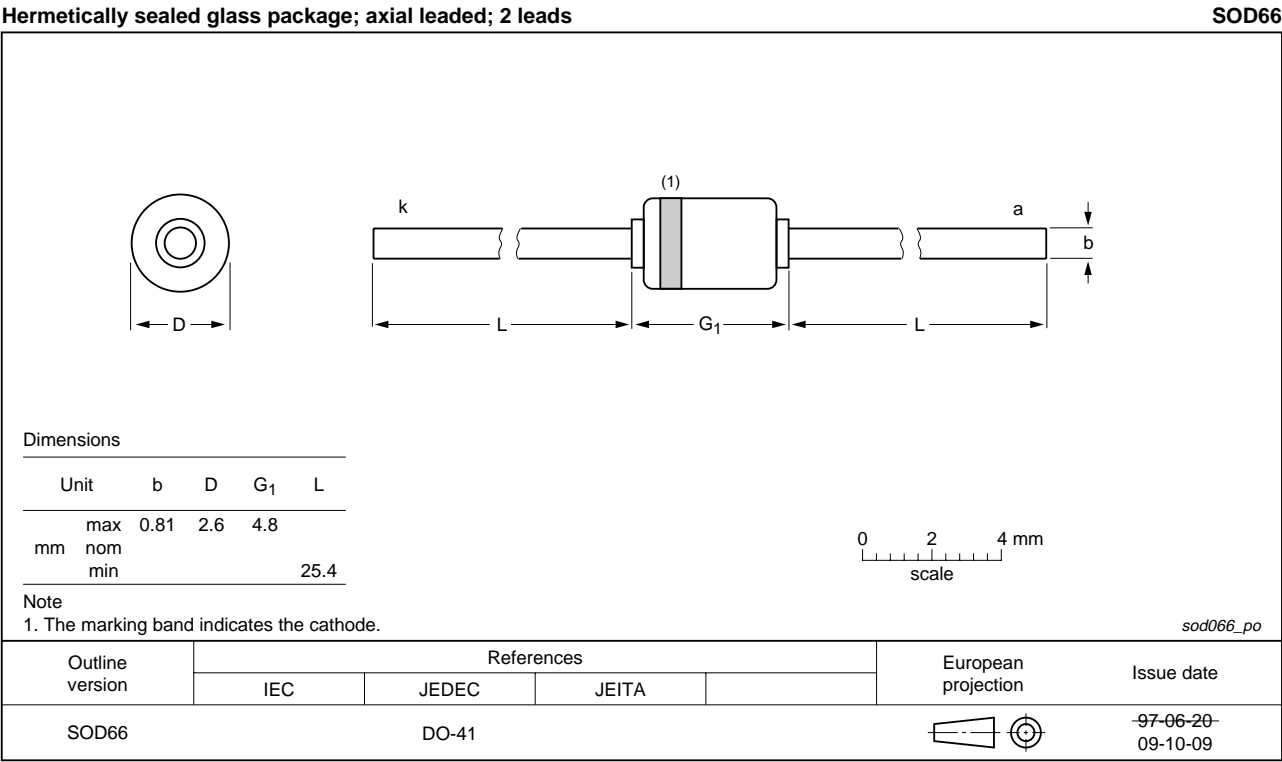 Hermetically sealed glass package; axial leaded; 2 leads SOD66
(1)
k a
b
D L G1 L
Dimensions
Unit b D G1 L
max 0.81 2.6 4.8
mm nom
min 25.4
0 2 4 mm
scale
Note
1. The marking band indicates the cathode.
sod066_po
Outline version References European projection Issue date
IEC JEDEC JEITA
SOD66 DO-41 97-06-20
09-10-09